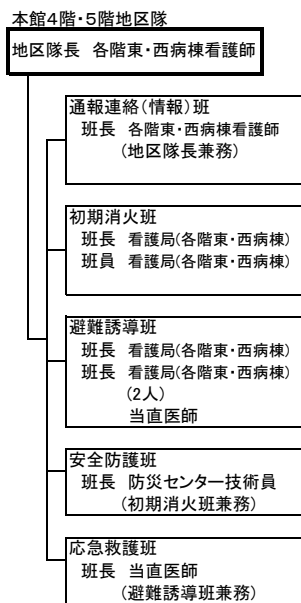 本館4階・5階地区隊
地区隊長 各階東・西病棟看護師
通報連絡(情報)班
班長 各階東・西病棟看護師
(地区隊長兼務)
初期消火班
班長 看護局(各階東・西病棟)
班員 看護局(各階東・西病棟)
避難誘導班
班長 看護局(各階東・西病棟)
班長 看護局(各階東・西病棟)
(2人)
当直医師
安全防護班
班長 防災センター技術員
(初期消火班兼務)
応急救護班
班長 当直医師
(避難誘導班兼務)